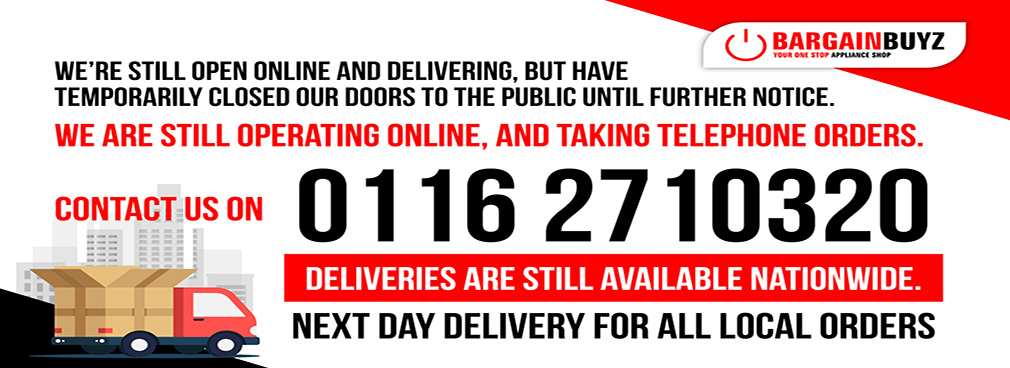 BARGAINBUYZ
YOUR ONE STOP APPLIANCE SHOP
WE'RE STILL OPEN ONLINE AND DELIVERING, BUT HAVE
TEMPORARILY CLOSED OUR DOORS TO THE PUBLIC UNTIL FURTHER NOTICE.
WE ARE STILL OPERATING ONLINE, AND TAKING TELEPHONE ORDERS.
CONTACT US ON
0116 2710320
DELIVERIES ARE STILL AVAILABLE NATIONWIDE.
NEXT DAY DELIVERY FOR ALL LOCAL ORDERS